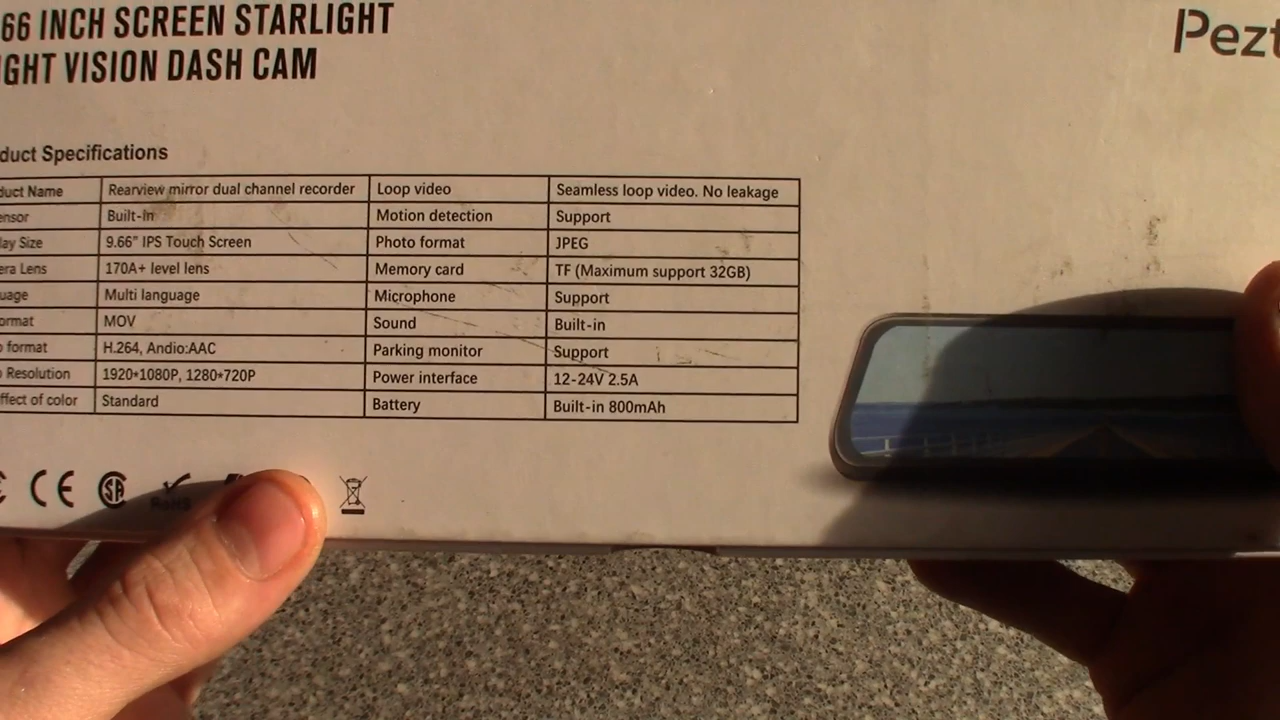 66 INCH SCREEN STARLIGHT
Pezt
GHT VISION DASH CAM
duct Specifications
duct Name Rearview mirror dual channel recorder Loop video Seamless loop video. No leakage
ensor Built-In Motion detection Support
lay Size 9.66" IPS Touch Screen Photo format JPEG
era Lens 170A+ level lens Memory card TF (Maximum support 32GB)
uage Multi language Microphone Support
ormat MOV Sound Built-in
o format H.264, Andio:AAC Parking monitor Support
o Resolution 1920*1080P, 1280*720P Power interface 12-24V 2.5A
ffect of color Standard Battery Built-in 800mAh
CE SA RoHS